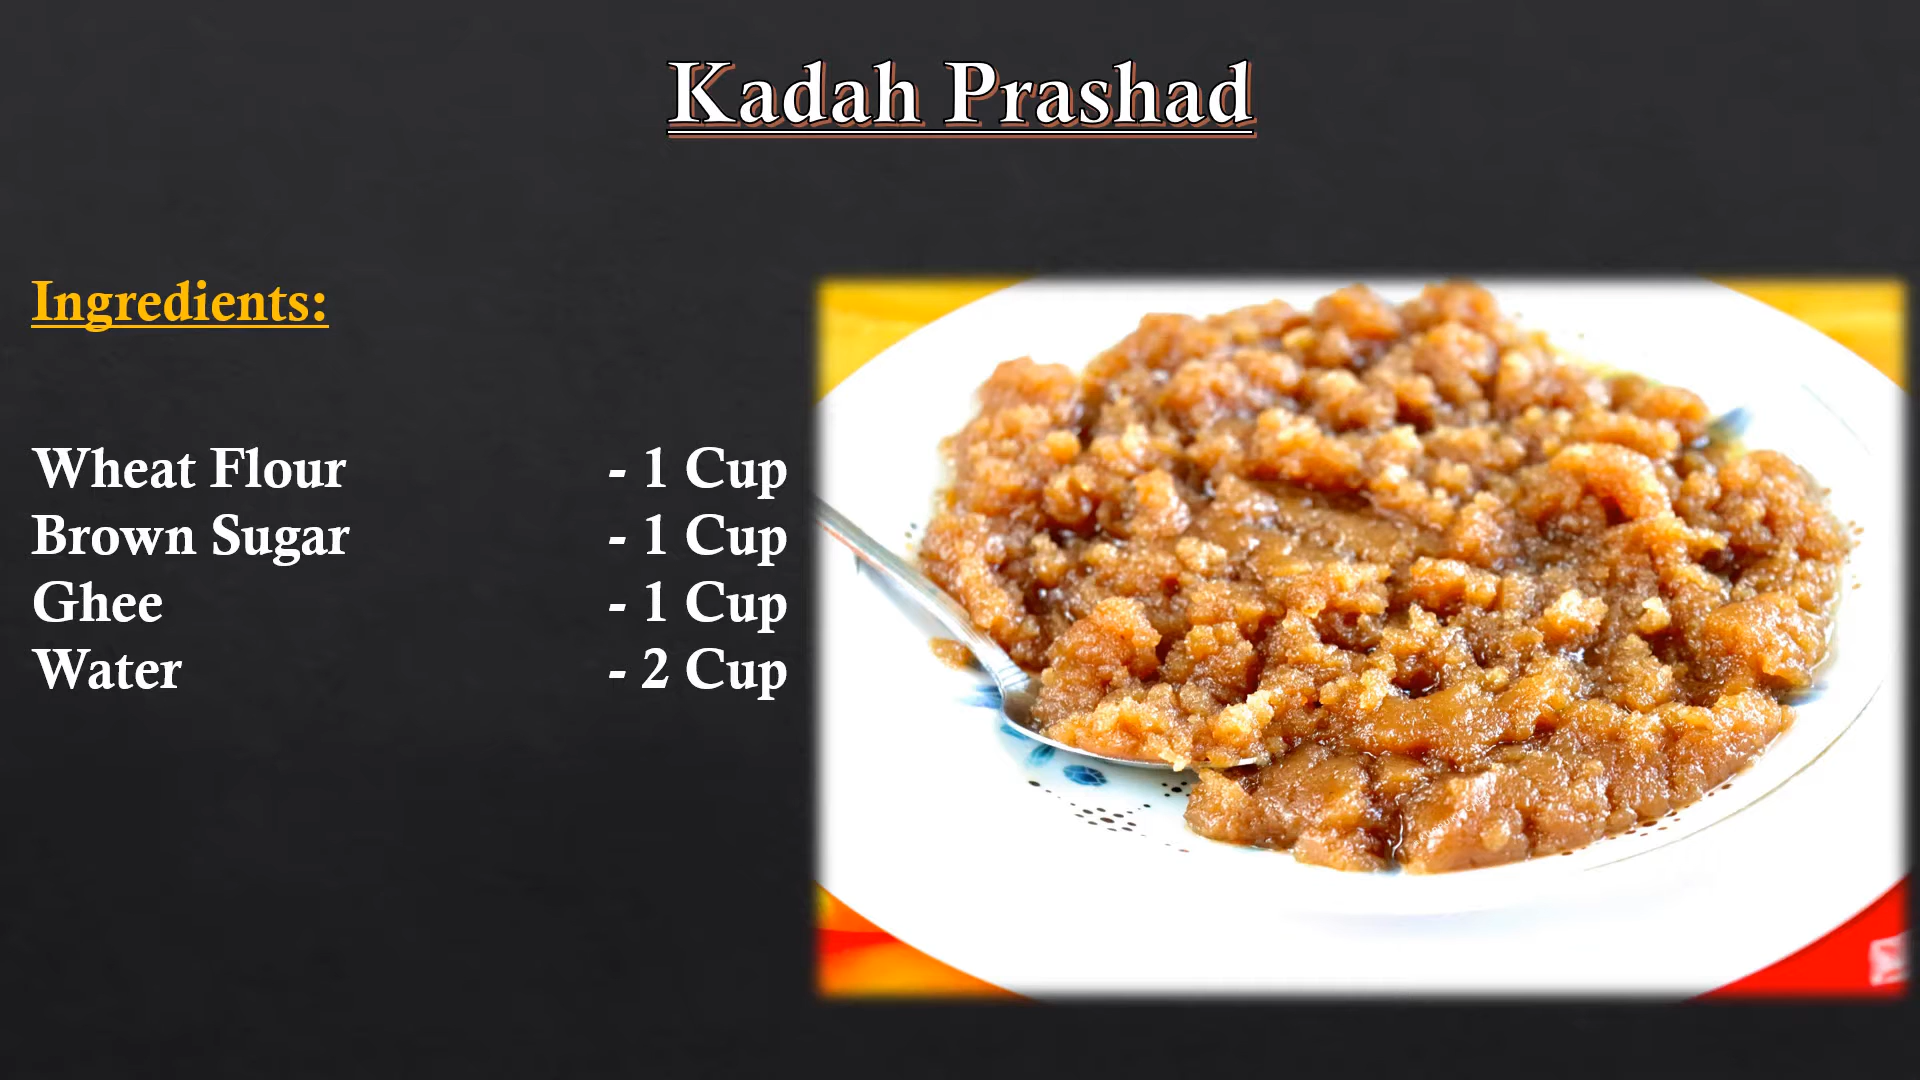 Kadah Prashad
Ingredients:
Wheat Flour - 1 Cup
Brown Sugar - 1 Cup
Ghee - 1 Cup
Water - 2 Cup